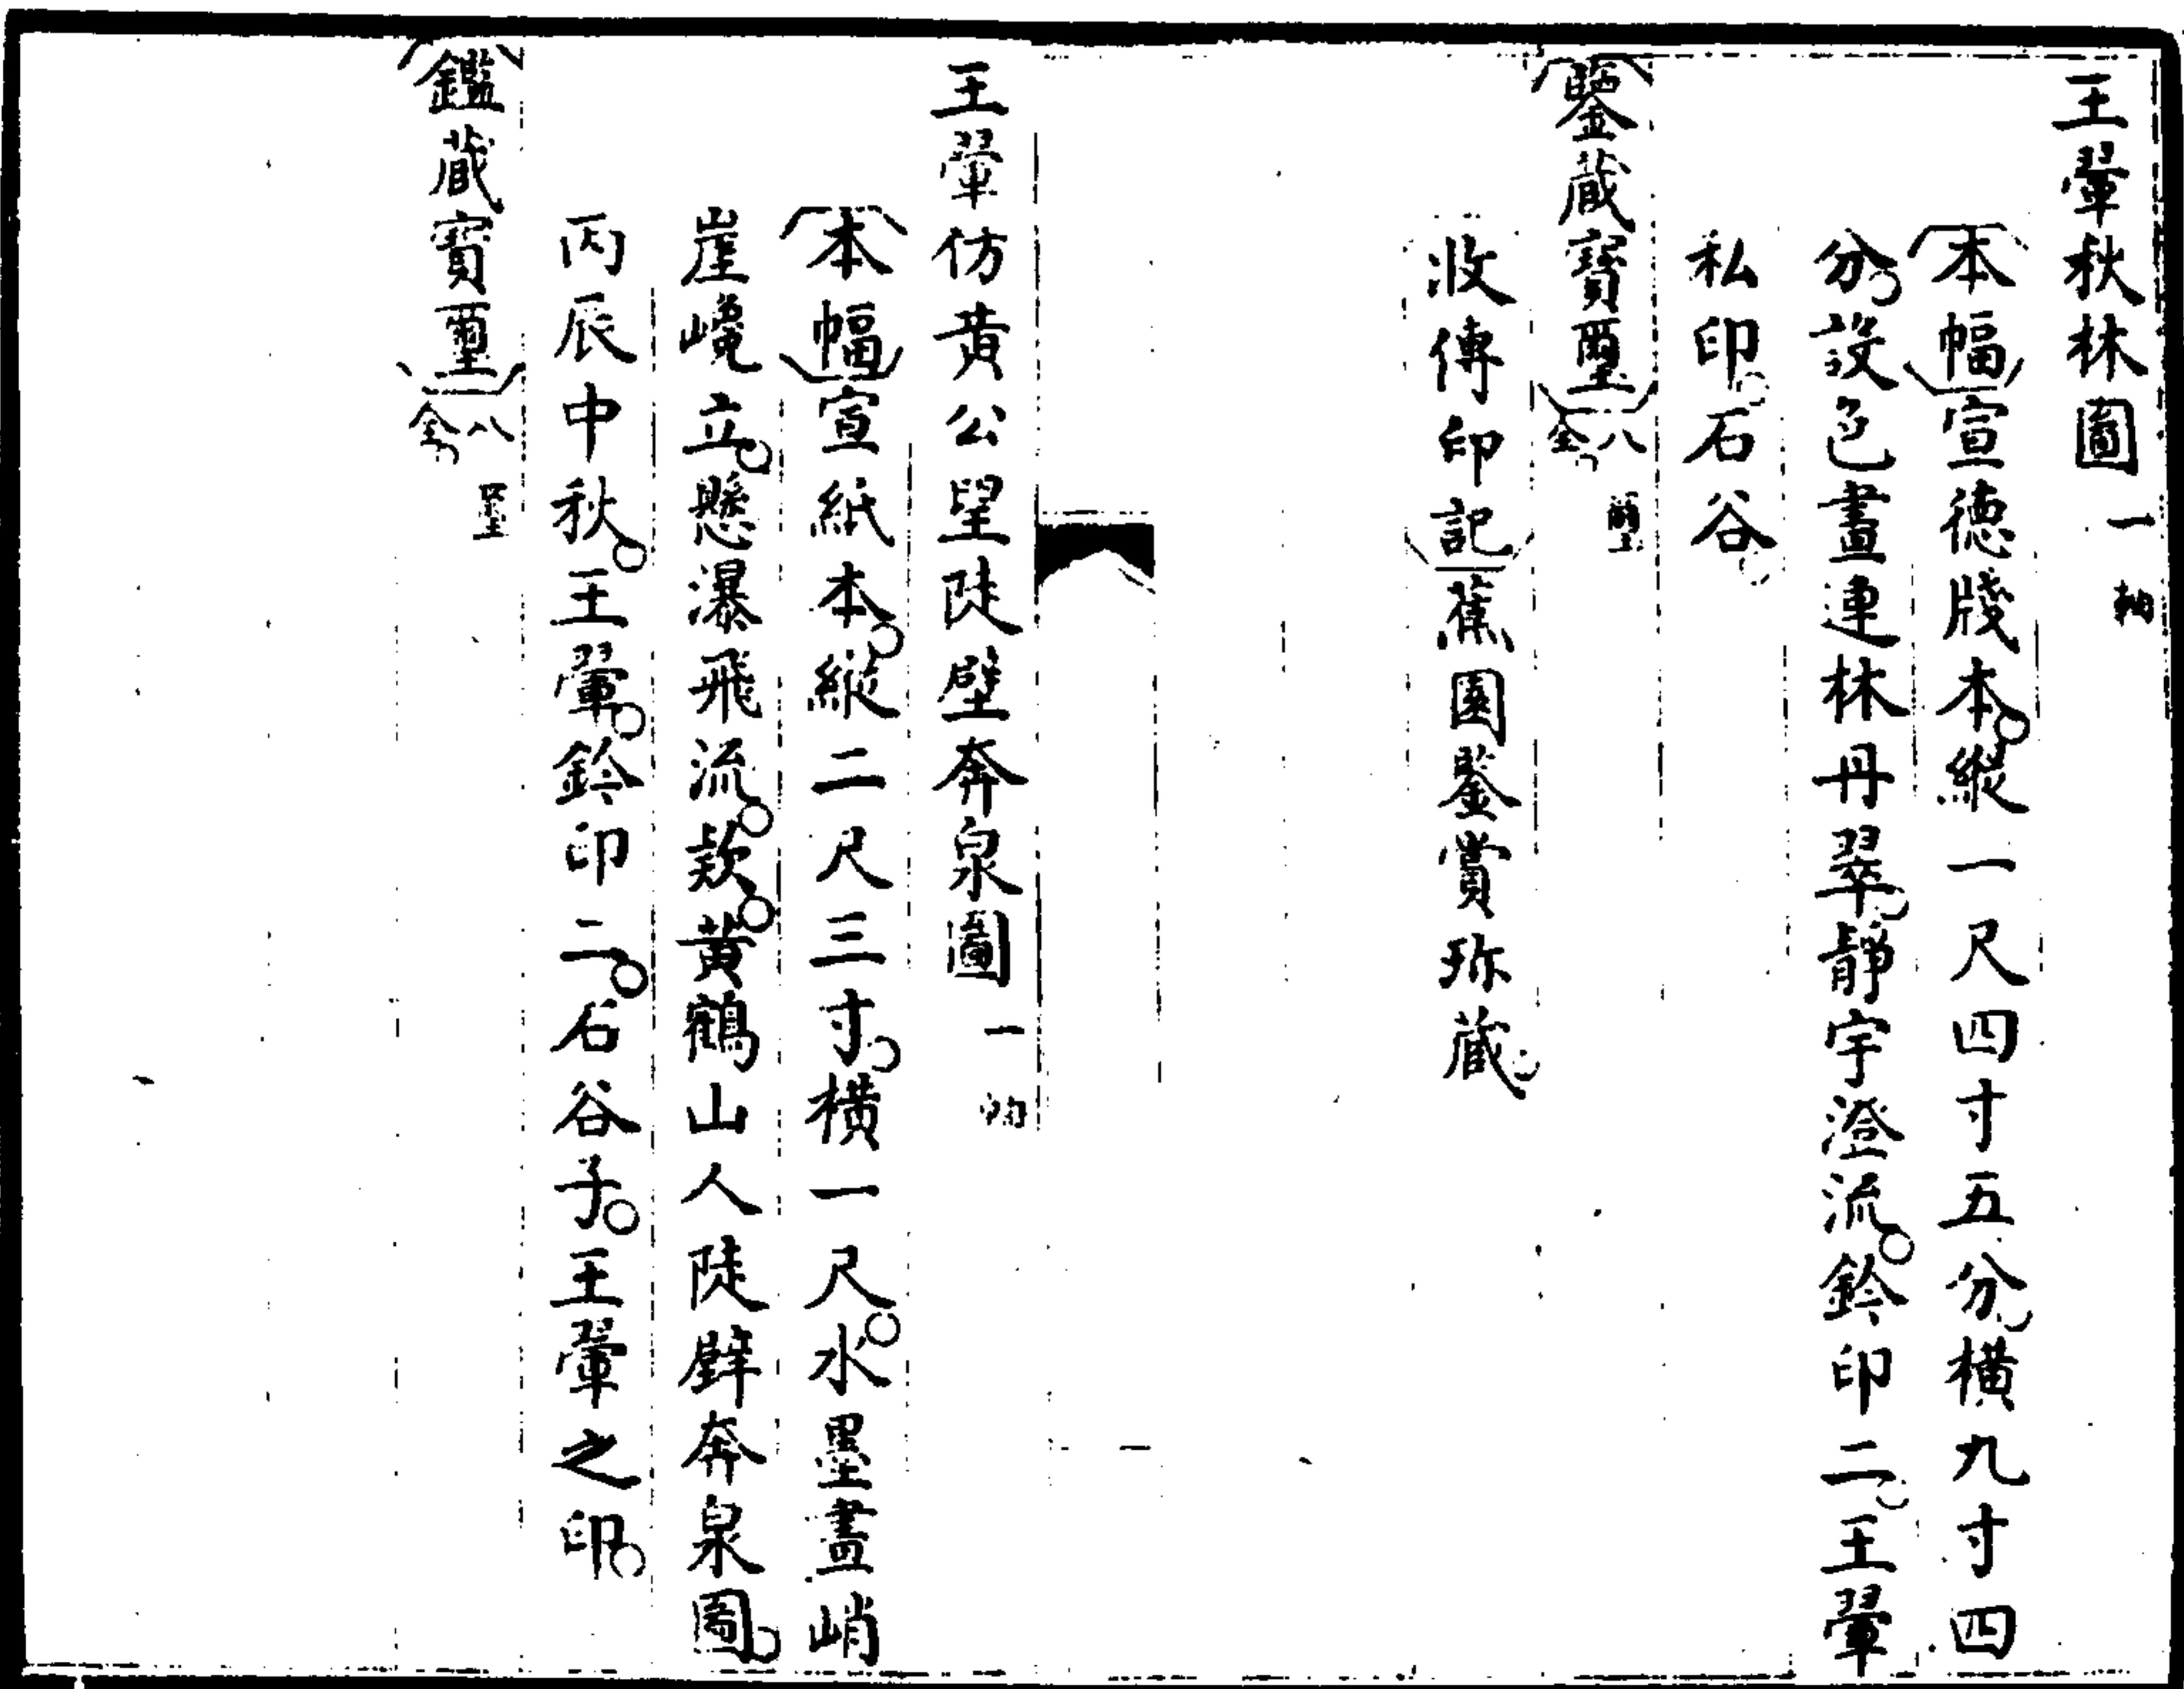 王翬秋林圖一軸
本幅宣德牋本。縱一尺四寸五分。橫九寸四
分。設色畫連林丹翠。靜宇澄流。鈐印二。王翬
私印。石谷。
鑒藏寶璽八璽全。
收傳印記蕉園鑒賞珍藏。
王翬仿黃公望陡壁奔泉圖一軸
本幅宣紙本。縱二尺三寸。橫一尺。水墨畫峭
崖巉立。懸瀑飛流。款。黃鶴山人陡壁奔泉圖。
丙辰中秋。王翬。鈐印二。石谷子。王翬之印。
鑑藏寶璽八璽全。